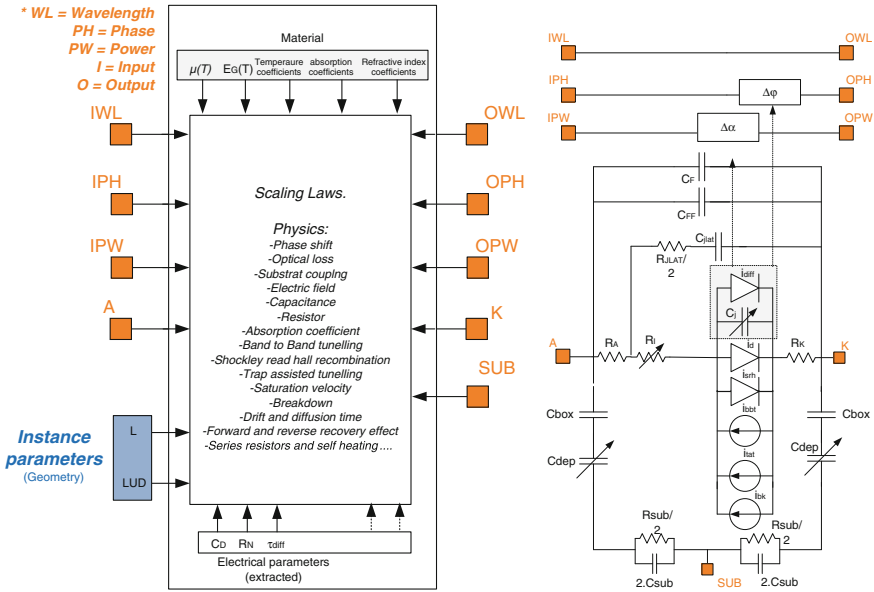 * WL = Wavelength
PH = Phase
PW = Power
I = Input
O = Output
Material
μ(T)
EG(T)
Temperaure
coefficients
absorption
coefficients
Refractive index
coefficients
IWL
IPH
IPW
A
OWL
OPH
OPW
K
SUB
Scaling Laws.
Physics:
-Phase shift
-Optical loss
-Substrat couplng
-Electric field
-Capacitance
-Resistor
-Absorption coefficient
-Band to Band tunelling
-Shockley read hall recombination
-Trap assisted tunelling
-Saturation velocity
-Breakdown
-Drift and diffusion time
-Forward and reverse recovery effect
-Series resistors and self heating....
Instance
parameters
(Geometry)
L
LUD
CD
RN
τdiff
Electrical parameters
(extracted)
IWL
OWL
IPH
Δφ
OPH
IPW
Δα
OPW
CF
CFF
Cjlat
RJLAT/
2
idiff
Cj
A
RA
Ri
id
RK
K
isrh
ibbt
itat
ibk
Cbox
Cdep
Cbox
Cdep
Rsub/
2
2.Csub
SUB
Rsub/
2
2.Csub